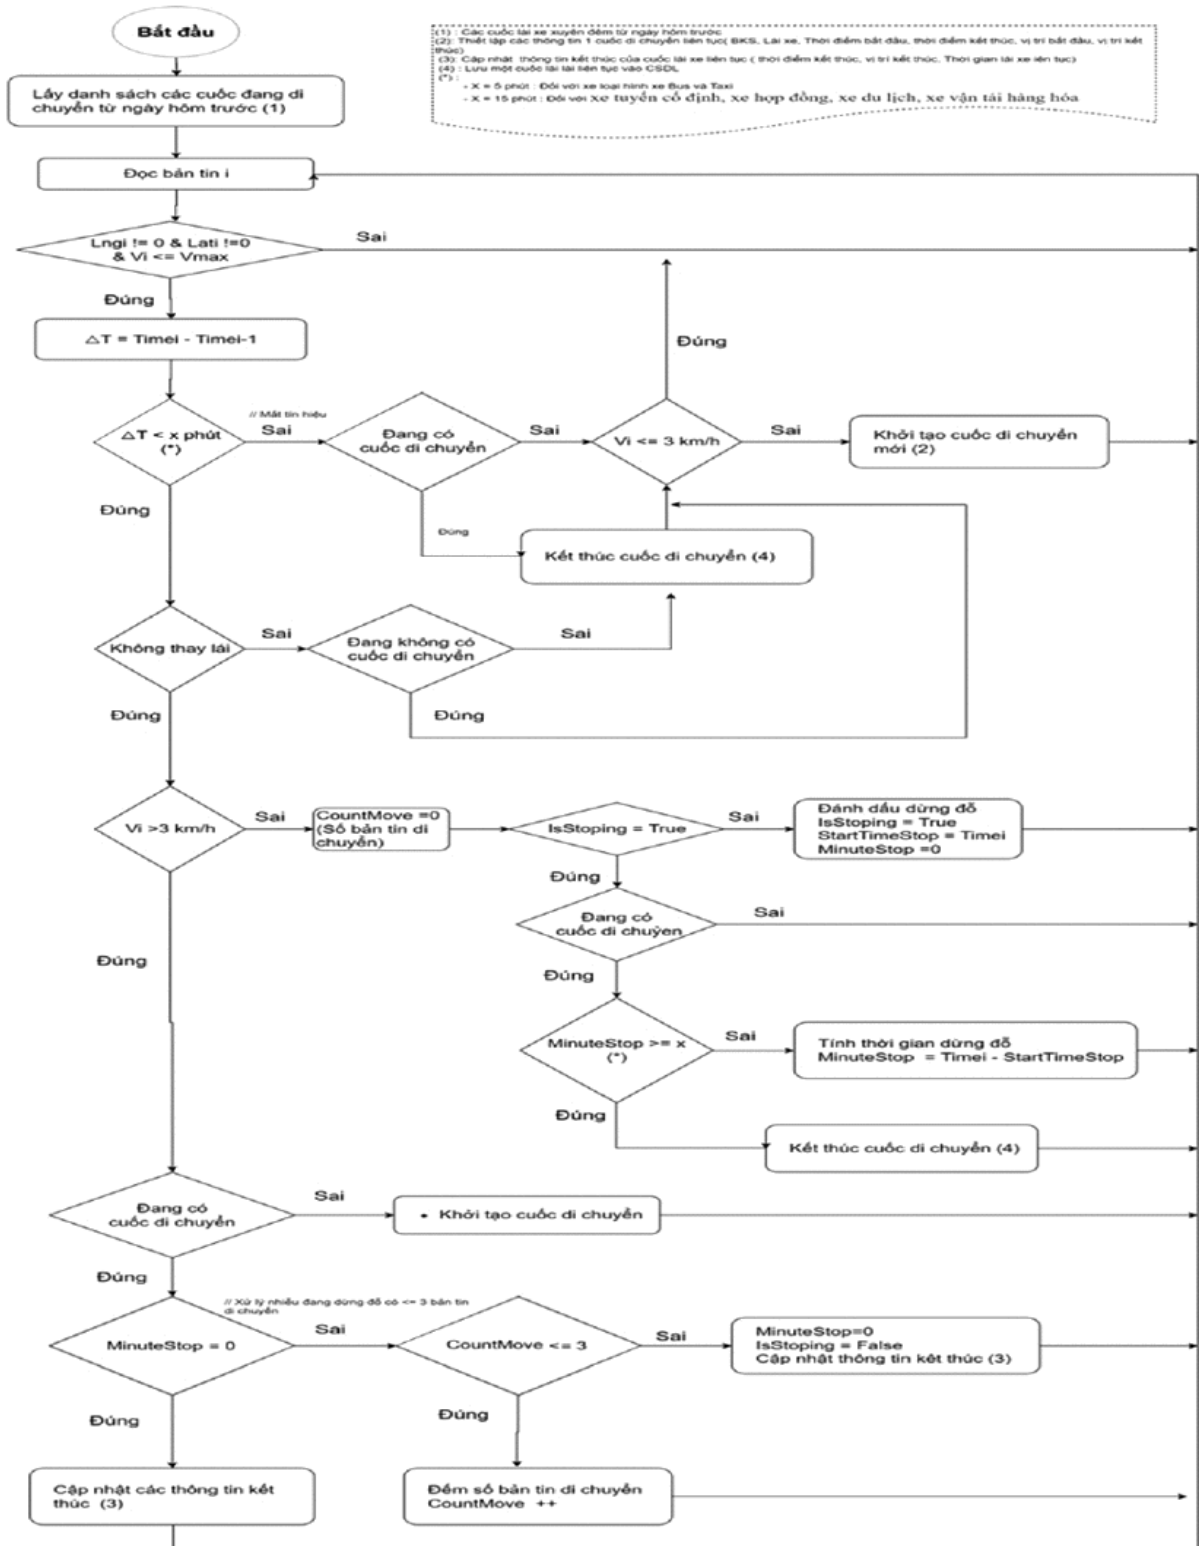 Bắt đầu
(1) : Các cuốc lái xe xuyên đêm từ ngày hôm trước
(2): Thiết lập các thông tin 1 cuốc di chuyển liên tục( BKS, Lái xe, Thời điểm bắt đầu, thời điểm kết thúc, vị trí bắt đầu, vị trí kết
thúc)
(3): Cập nhật thông tin kết thúc của cuốc lái xe liên tục ( thời điểm kết thúc, vị trí kết thúc, Thời gian lái xe lên tục)
(4) : Lưu một cuốc lái lái liên tục vào CSDL
(*) :
- X = 5 phút : Đối với xe loại hình xe Bus và Taxi
- X = 15 phút : Đối với xe tuyến cố định, xe hợp đồng, xe du lịch, xe vận tải hàng hóa
Lấy danh sách các cuốc đang di
chuyển từ ngày hôm trước (1)
Đọc bản tin i
Lngi != 0 & Lati !=0
& Vi <= Vmax
Sai
Đúng
△T = Timei - Timei-1
Đúng
△T < x phút
(*)
// Mất tín hiệu
Sai
Đang có
cuốc di chuyển
Sai
Vi <= 3 km/h
Sai
Khởi tạo cuốc di chuyển
mới (2)
Đúng
Đúng
Kết thúc cuốc di chuyển (4)
Không thay lái
Sai
Đang không có
cuốc di chuyển
Sai
Đúng
Đúng
Vi >3 km/h
Sai
CountMove =0
(Số bản tin di
chuyển)
IsStoping = True
Sai
Đánh dấu dừng đỗ
IsStoping = True
StartTimeStop = Timei
MinuteStop =0
Đúng
Đang có
cuốc di chuyển
Sai
Đúng
Đúng
MinuteStop >= x
(*)
Sai
Tính thời gian dừng đỗ
MinuteStop = Timei - StartTimeStop
Đúng
Kết thúc cuốc di chuyển (4)
Đang có
cuốc di chuyển
Sai
• Khởi tạo cuốc di chuyển
Đúng
// Xử lý nhiễu đang dừng đỗ có <= 3 bản tin
di chuyển
MinuteStop = 0
Sai
CountMove <= 3
Sai
MinuteStop=0
IsStoping = False
Cập nhật thông tin kết thúc (3)
Đúng
Đúng
Cập nhật các thông tin kết
thúc (3)
Đếm số bản tin di chuyển
CountMove ++